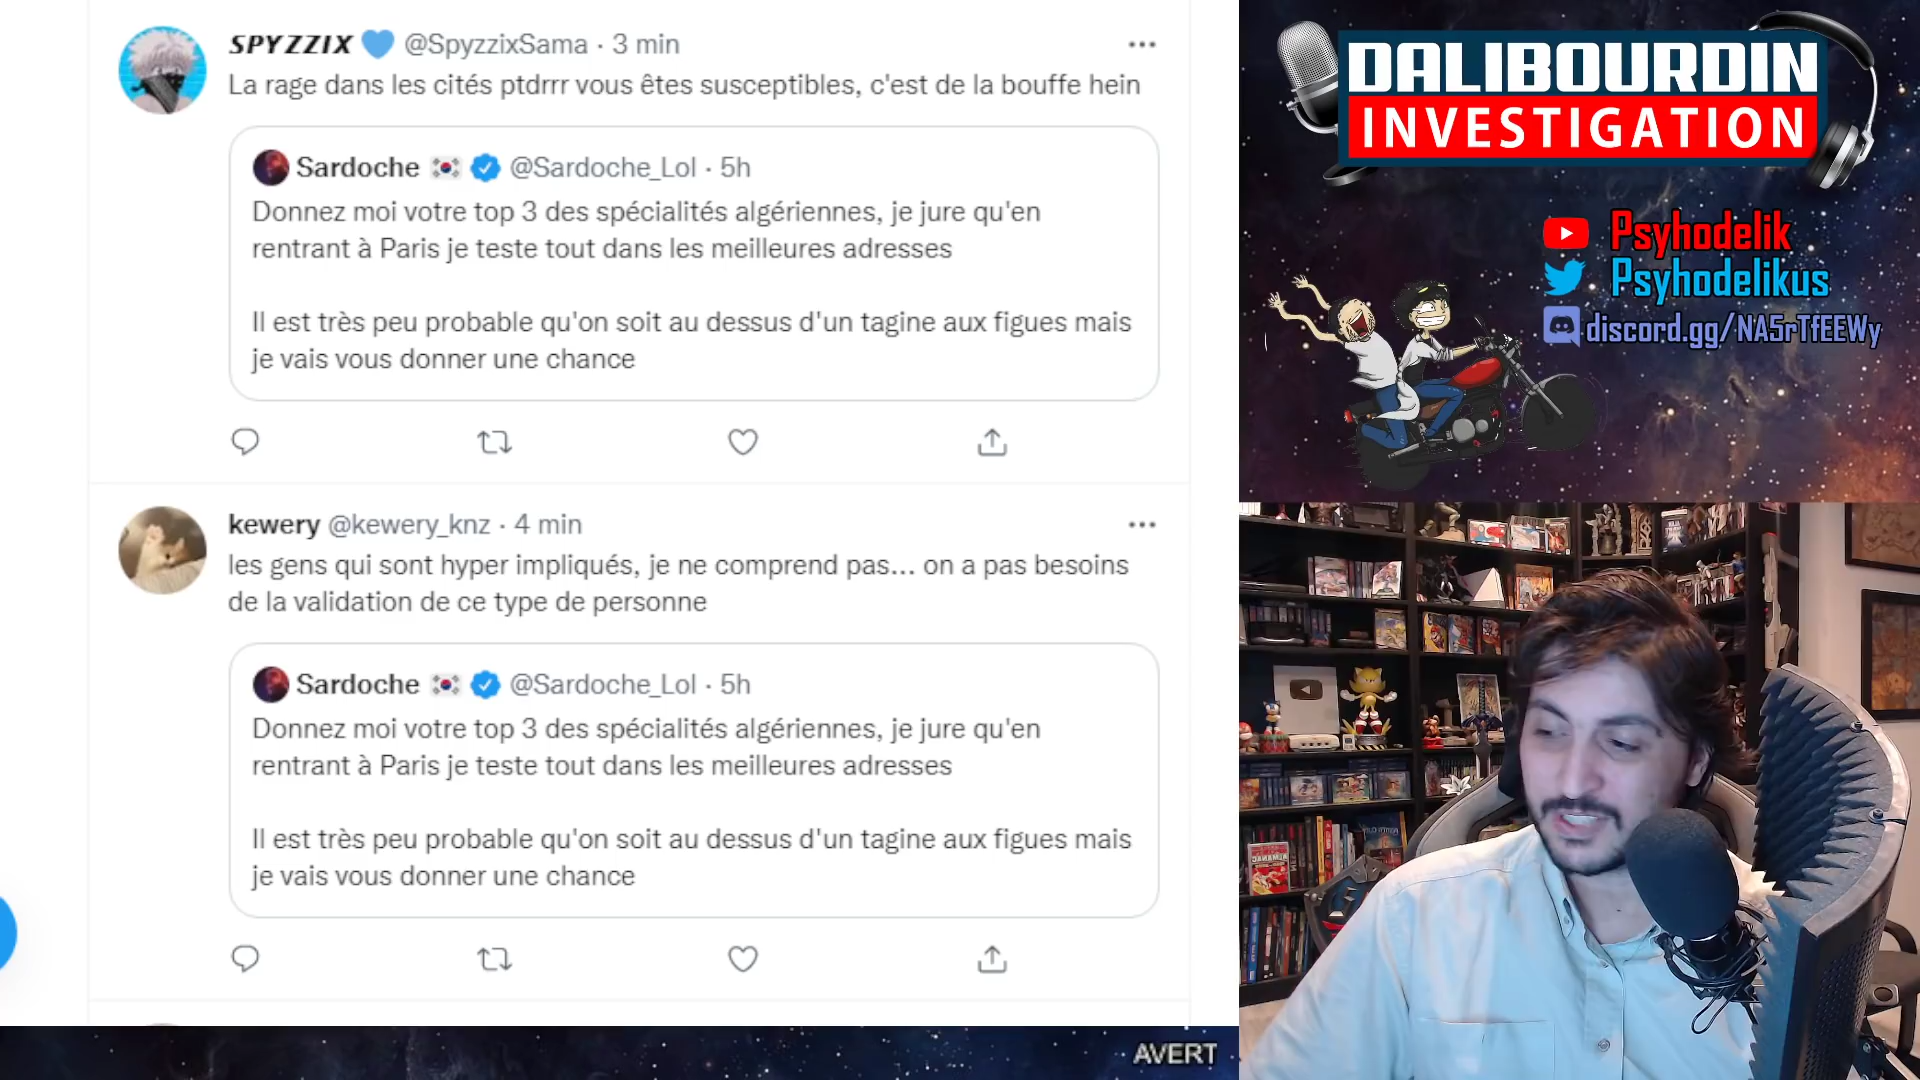 SPYZZIX @SpyzzixSama · 3 min
La rage dans les cités ptdrrr vous êtes susceptibles, c'est de la bouffe hein
Sardoche @Sardoche_Lol · 5h
Donnez moi votre top 3 des spécialités algériennes, je jure qu'en
rentrant à Paris je teste tout dans les meilleures adresses
Il est très peu probable qu'on soit au dessus d'un tagine aux figues mais
je vais vous donner une chance
kewery @kewery_knz · 4 min
les gens qui sont hyper impliqués, je ne comprend pas... on a pas besoins
de la validation de ce type de personne
Sardoche @Sardoche_Lol · 5h
Donnez moi votre top 3 des spécialités algériennes, je jure qu'en
rentrant à Paris je teste tout dans les meilleures adresses
Il est très peu probable qu'on soit au dessus d'un tagine aux figues mais
je vais vous donner une chance
AVERT
DALIBOURDIN
INVESTIGATION
Psyhodelik
Psyhodelikus
discord.gg/NA5rTfEEWy
ALMANAC